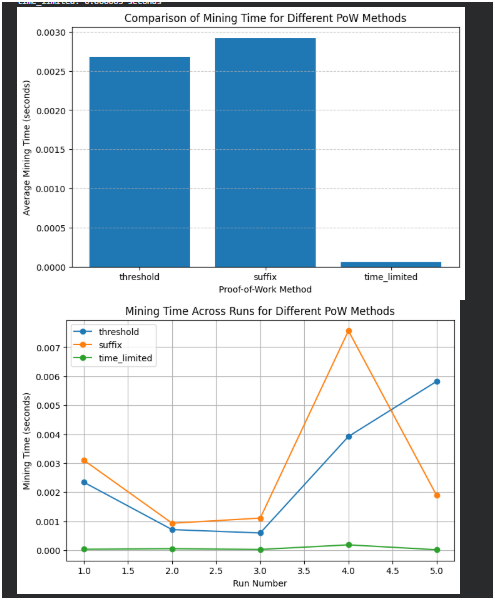 Comparison of Mining Time for Different PoW Methods
0.0030
0.0025
0.0020
0.0015
0.0010
0.0005
0.0000
Average Mining Time (seconds)
threshold suffix time_limited
Proof-of-Work Method
Mining Time Across Runs for Different PoW Methods
threshold
suffix
time_limited
0.007
0.006
0.005
0.004
0.003
0.002
0.001
0.000
Mining Time (seconds)
1.0 1.5 2.0 2.5 3.0 3.5 4.0 4.5 5.0
Run Number